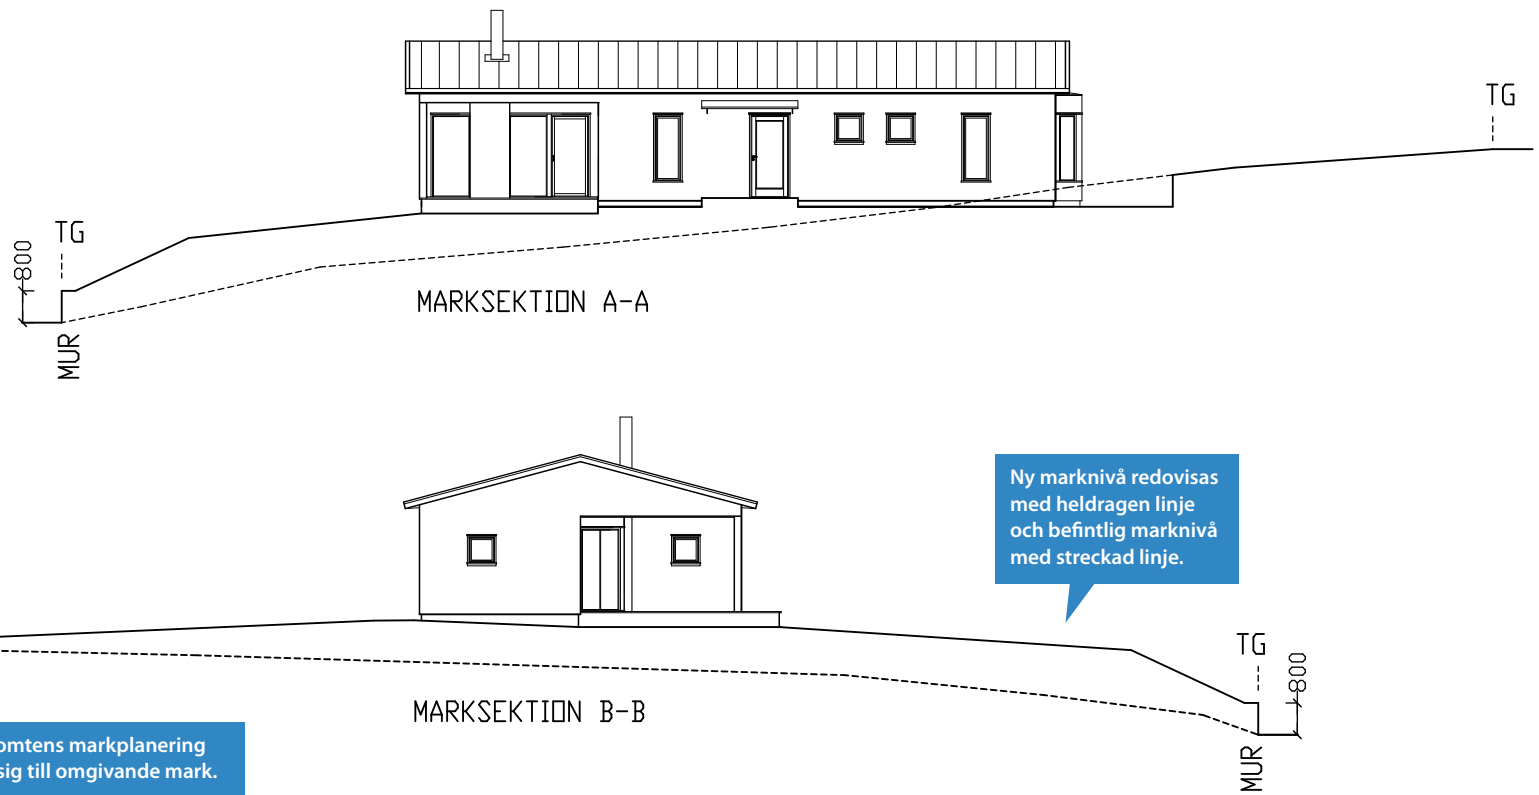 TG
TG
800
MUR
MARKSEKTION A-A
Ny marknivå redovisas
med heldragen linje
och befintlig marknivå
med streckad linje.
TG
800
MUR
MARKSEKTION B-B
omtens markplanering
sig till omgivande mark.